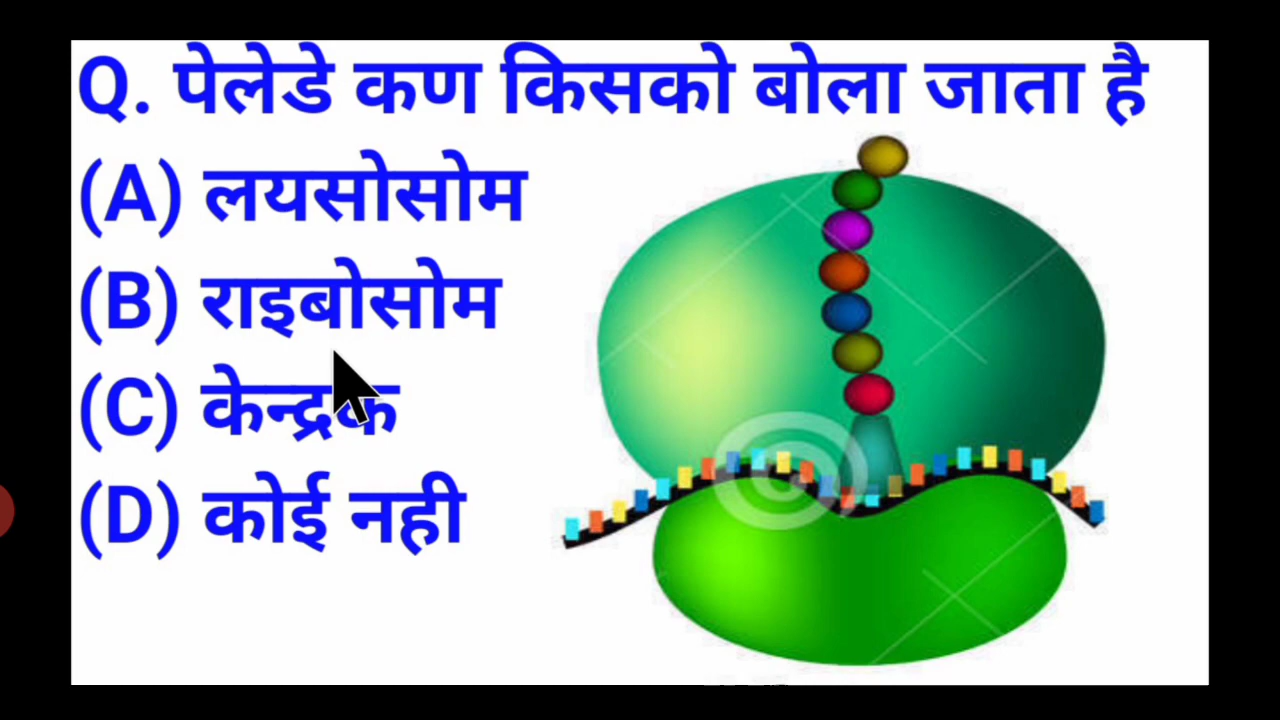 Q. पेलेडे कण किसको बोला जाता है
(A) लयसोसोम
(B) राइबोसोम
(C) केन्द्रक
(D) कोई नही